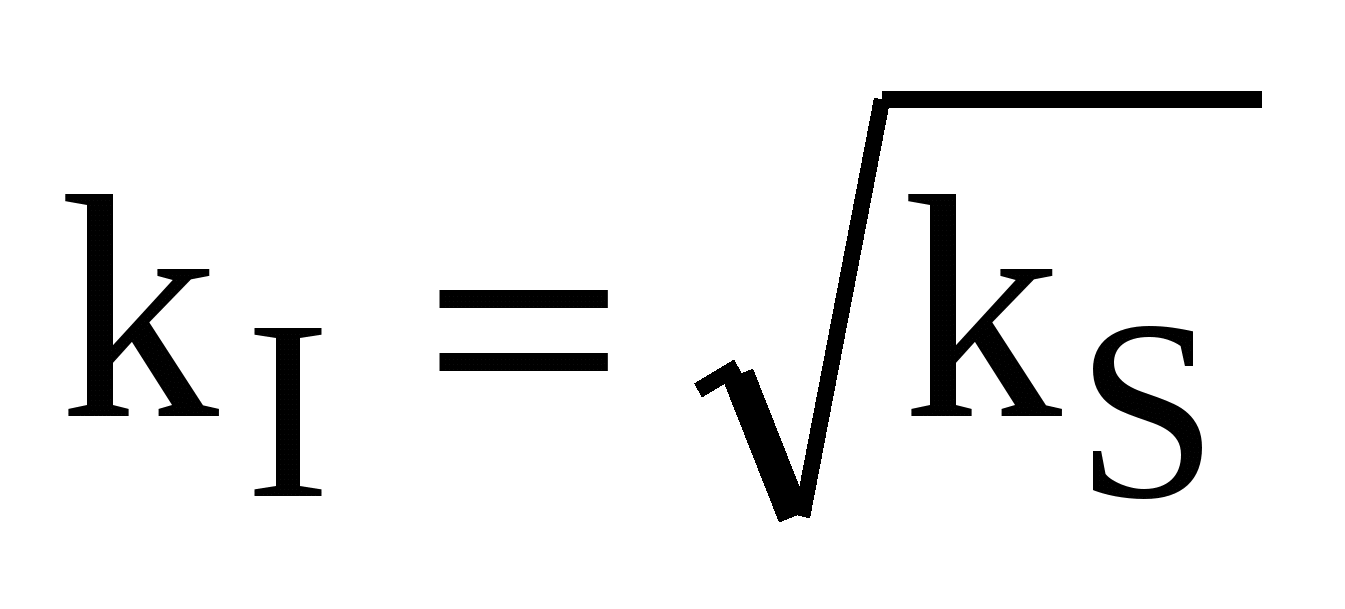 k_I = √k_S